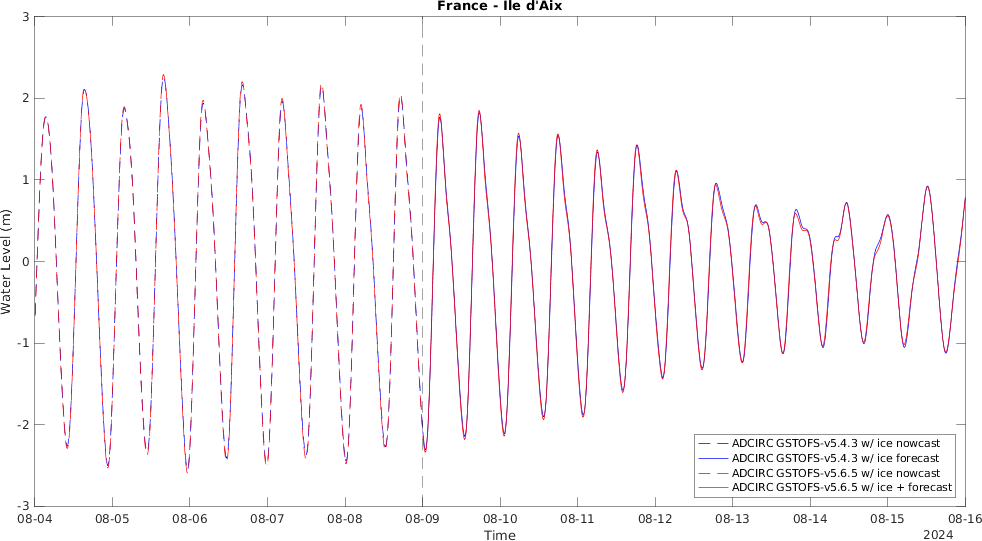 France - Ile d'Aix
3
2
1
0
-1
-2
-3
Water Level (m)
ADCIRC GSTOFS-v5.4.3 w/ ice nowcast
ADCIRC GSTOFS-v5.4.3 w/ ice forecast
ADCIRC GSTOFS-v5.6.5 w/ ice nowcast
ADCIRC GSTOFS-v5.6.5 w/ ice + forecast
08-04 08-05 08-06 08-07 08-08 08-09 08-10 08-11 08-12 08-13 08-14 08-15 08-16
Time
2024